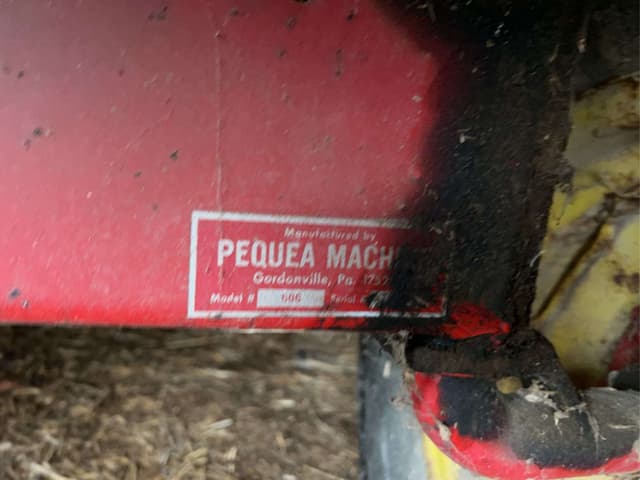 Manufactured by
PEQUEA MACH
Gordonville, Pa. 175
Model # 606 Serial